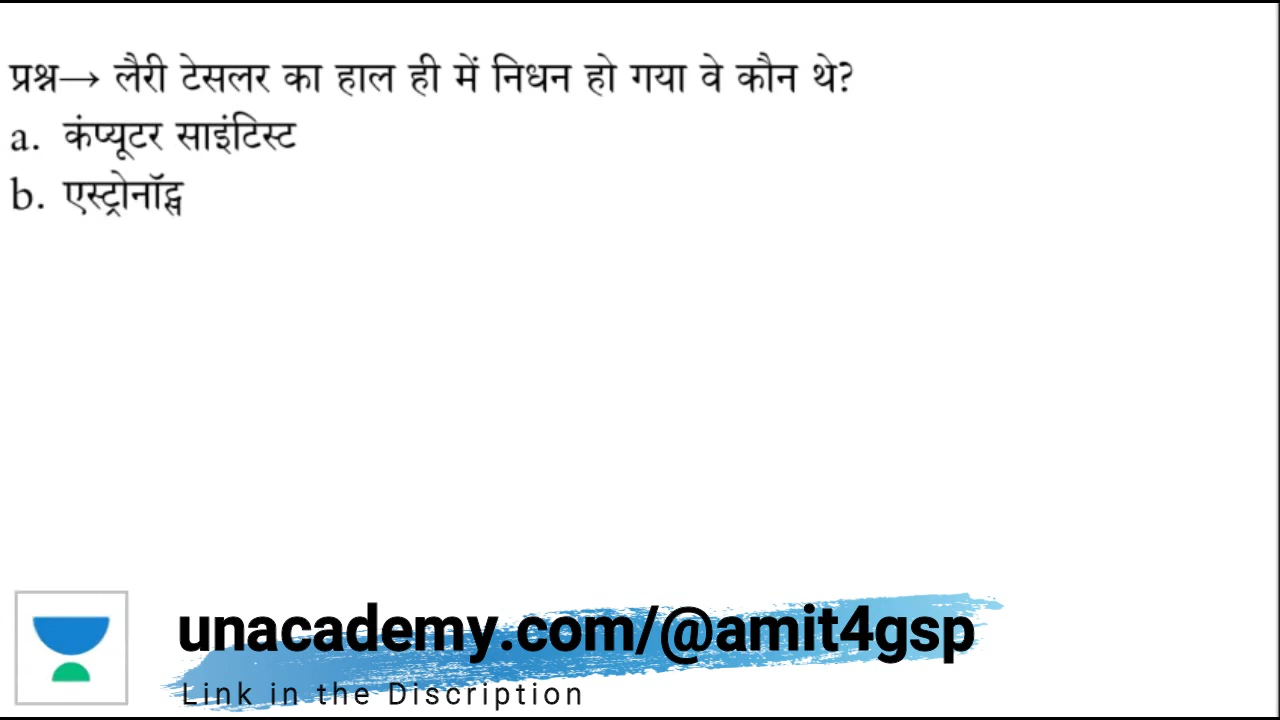 प्रश्न→ लैरी टेसलर का हाल ही में निधन हो गया वे कौन थे?
a. कंप्यूटर साइंटिस्ट
b. एस्ट्रोनॉट्स
unacademy.com/@amit4gsp
Link in the Discription